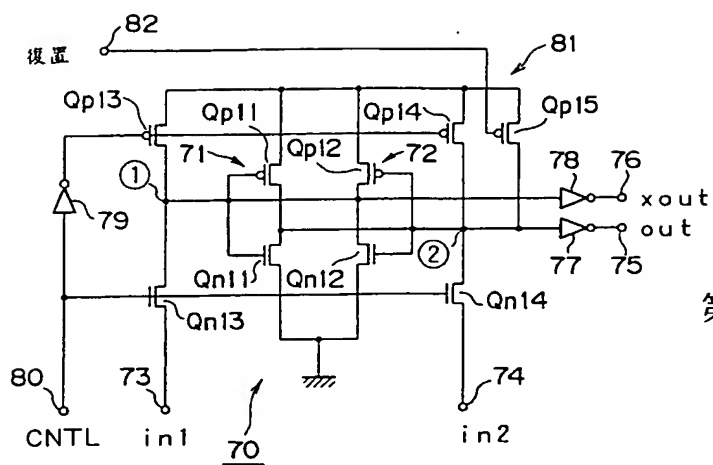 82
復置
81
Qp13
Qp11
Qp14
Qp15
Qp12
71
72
78
76
①
xout
79
out
②
77
75
Qn11
Qn12
Qn13
Qn14
第
80
73
74
CNTL
in1
70
in2